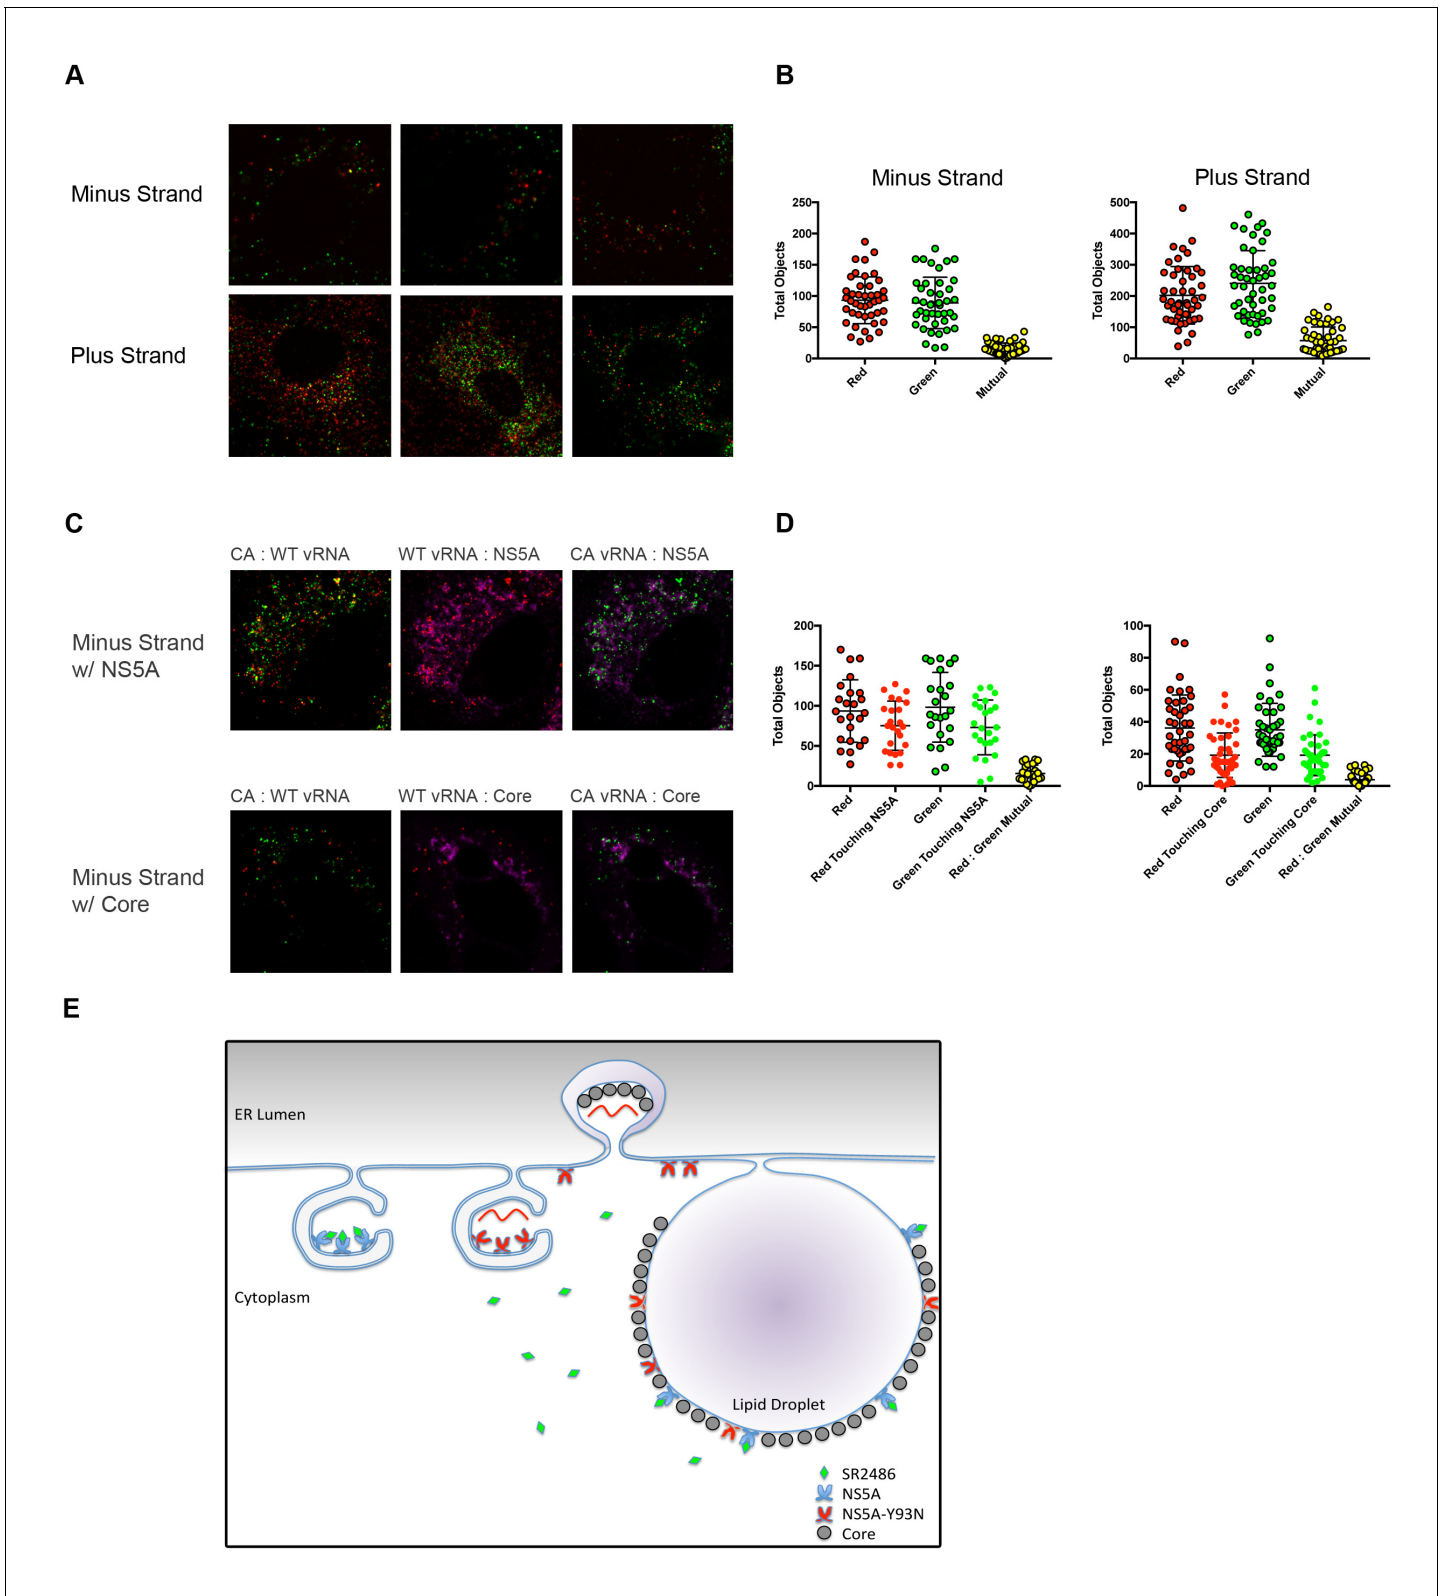 A
Minus Strand
Plus Strand
B
Minus Strand
Total Objects
250
200
150
100
50
0
Red
Green
Mutual
Plus Strand
Total Objects
500
400
300
200
100
0
Red
Green
Mutual
C
CA : WT vRNA
WT vRNA : NS5A
CA vRNA : NS5A
Minus Strand
w/ NS5A
CA : WT vRNA
WT vRNA : Core
CA vRNA : Core
Minus Strand
w/ Core
D
Total Objects
200
150
100
50
0
Red
Red Touching NS5A
Green
Green Touching NS5A
Red : Green Mutual
Total Objects
100
80
60
40
20
0
Red
Red Touching Core
Green
Green Touching Core
Red : Green Mutual
E
ER Lumen
Cytoplasm
Lipid Droplet
SR2486
NS5A
NS5A-Y93N
Core